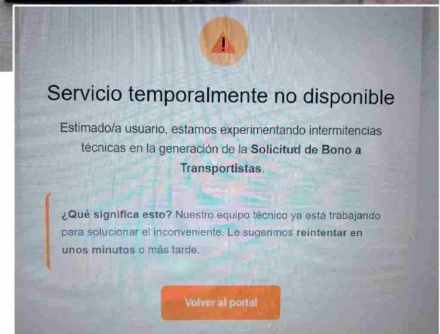 Servicio temporalmente no disponible
Estimado/a usuario, estamos experimentando intermitencias
técnicas en la generación de la Solicitud de Bono a
Transportistas.
¿Qué significa esto? Nuestro equipo técnico ya está trabajando
para solucionar el inconveniente. Le sugerimos reintentar en
unos minutos o más tarde.
Volver al portal